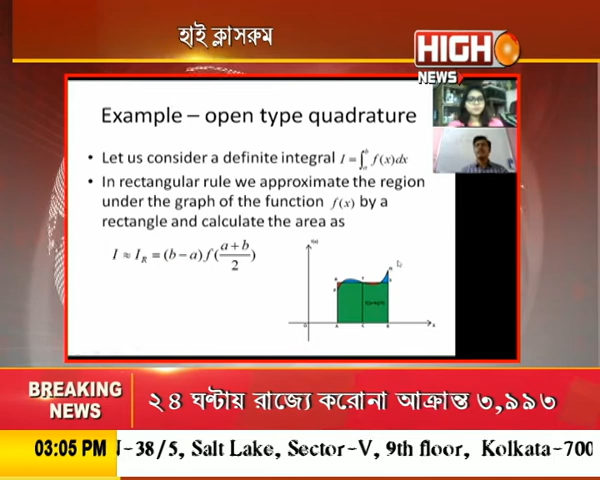 হাই ক্লাসরুম
HIGH
NEWS
Example – open type quadrature
• Let us consider a definite integral I = ∫ₐᵇ f(x)dx
• In rectangular rule we approximate the region
under the graph of the function f(x) by a
rectangle and calculate the area as
I ≈ I_R = (b − a) f((a + b)/2)
BREAKING
NEWS
২৪ ঘণ্টায় রাজ্যে করোনা আক্রান্ত ৩,৯৯৩
03:05 PM
N-38/5, Salt Lake, Sector-V, 9th floor, Kolkata-700